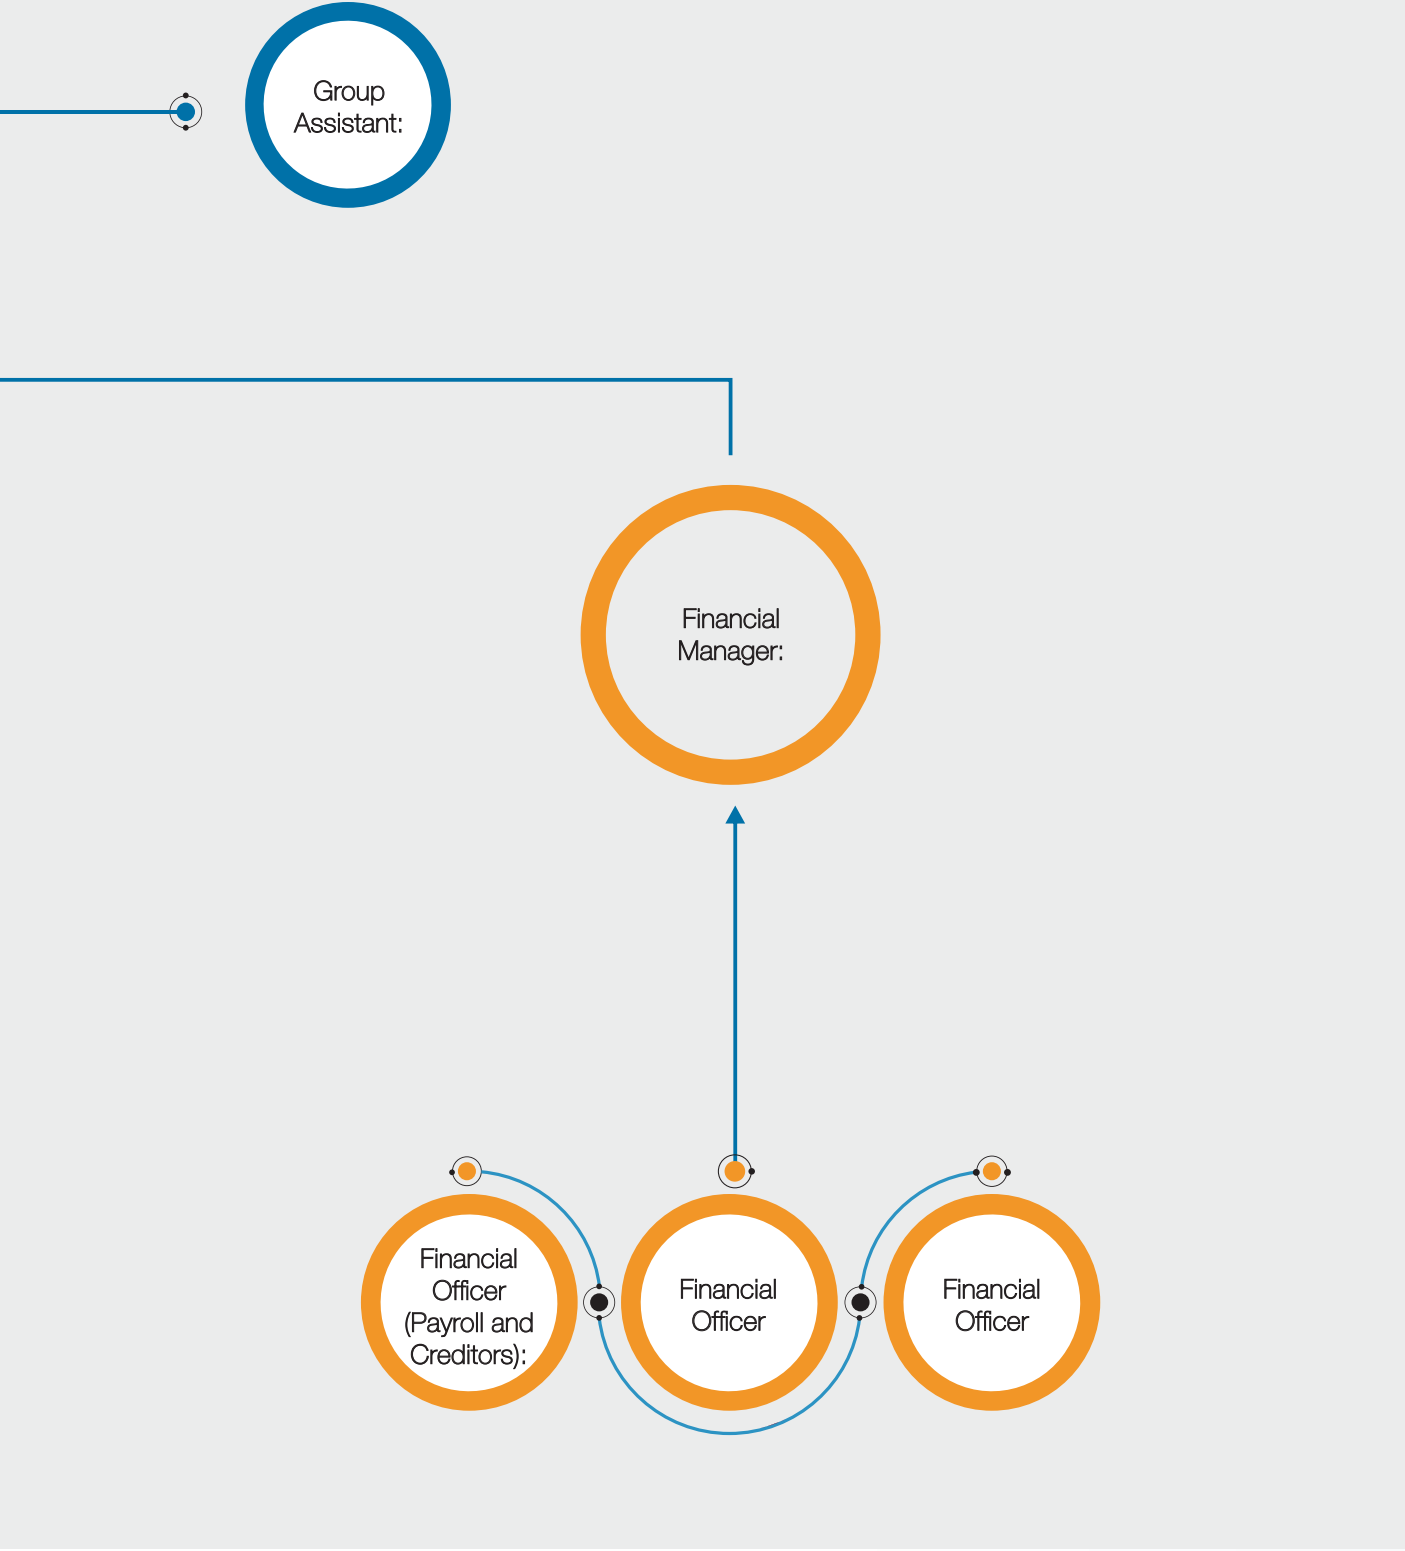 Group
Assistant:
Financial
Manager:
Financial
Officer
(Payroll and
Creditors):
Financial
Officer
Financial
Officer